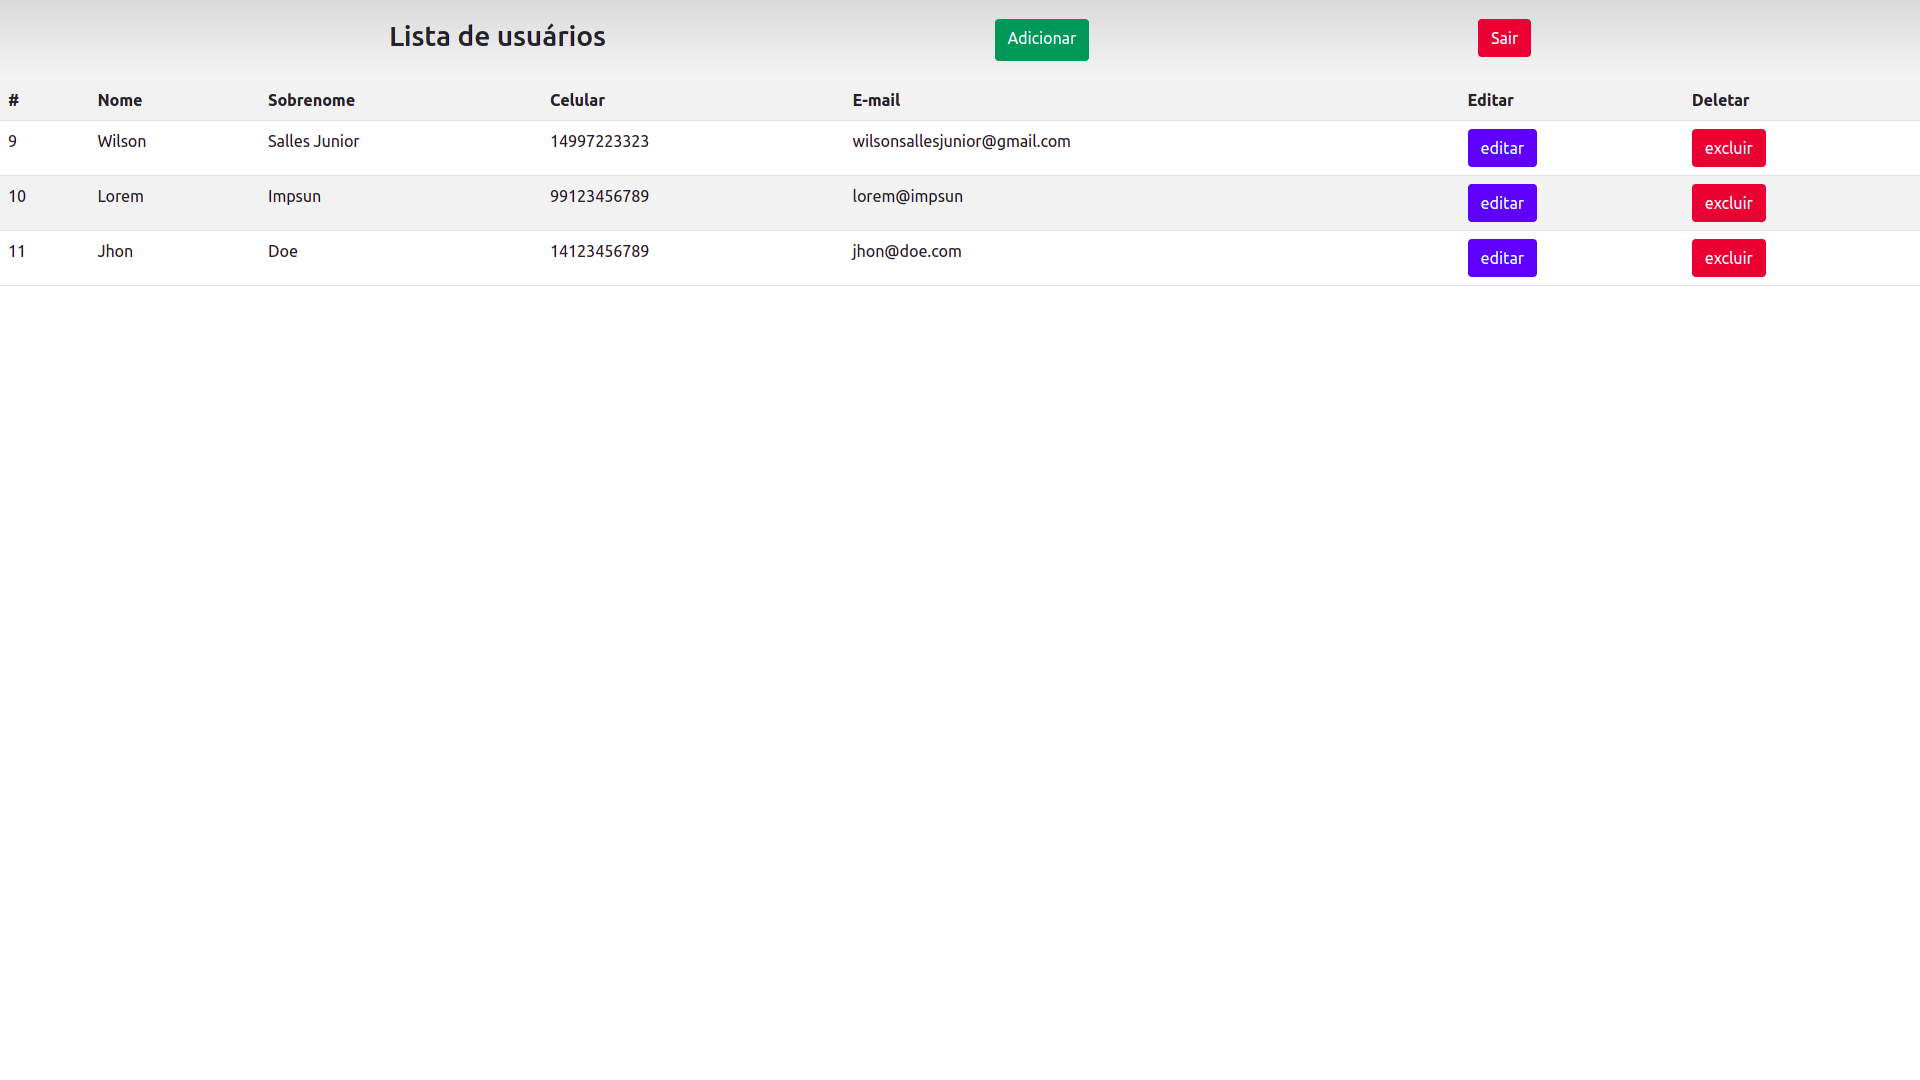 Lista de usuários Adicionar Sair
# Nome Sobrenome Celular E-mail Editar Deletar
9 Wilson Salles Junior 14997223323 wilsonsallesjunior@gmail.com editar excluir
10 Lorem Impsun 99123456789 lorem@impsun editar excluir
11 Jhon Doe 14123456789 jhon@doe.com editar excluir